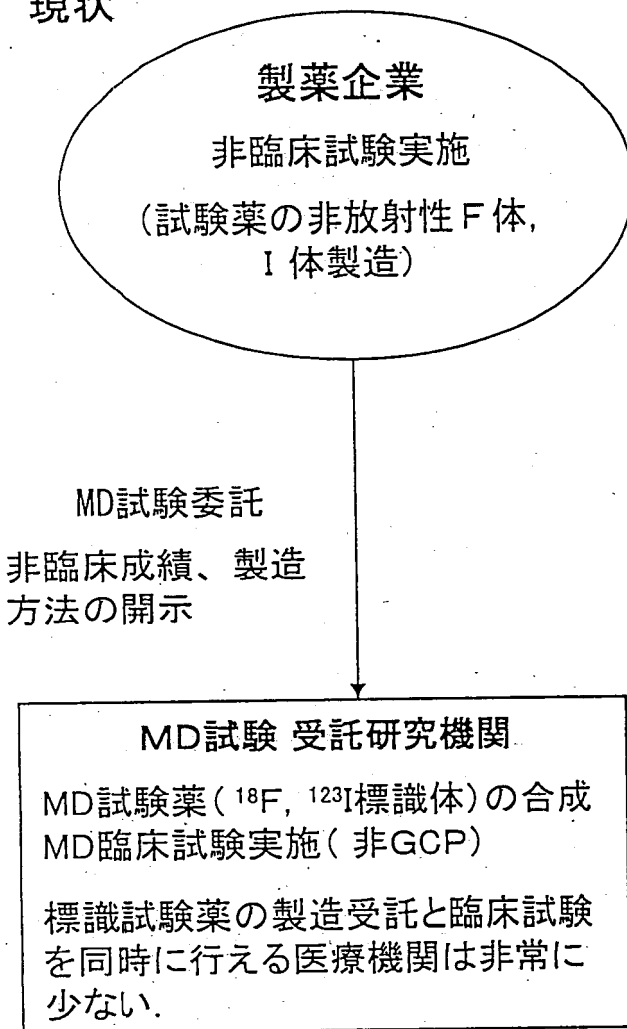 現状
製薬企業
非臨床試験実施
(試験薬の非放射性F体,
I 体製造)
MD試験委託
非臨床成績、製造
方法の開示
MD試験 受託研究機関
MD試験薬(¹⁸F, ¹²³I標識体)の合成
MD臨床試験実施(非GCP)
標識試験薬の製造受託と臨床試験
を同時に行える医療機関は非常に
少ない.